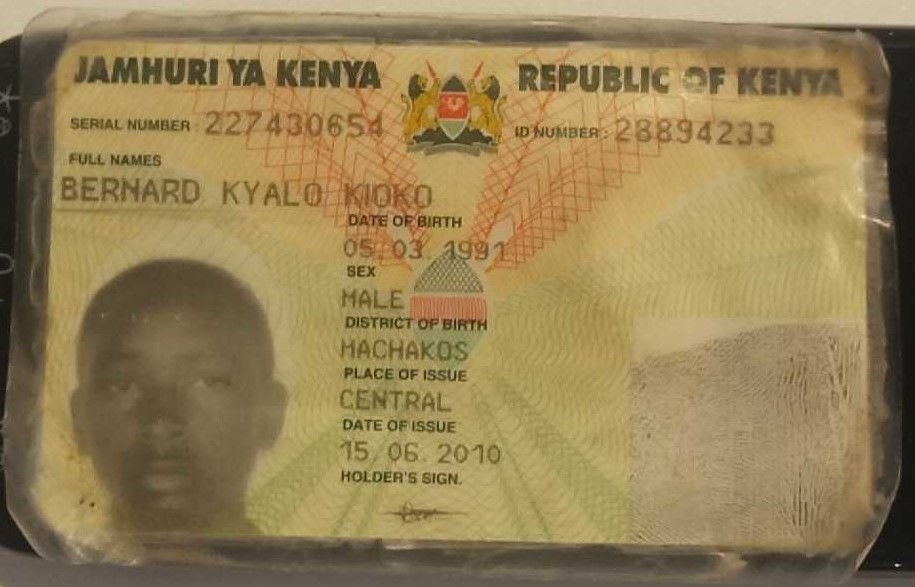 JAMHURI YA KENYA REPUBLIC OF KENYA
SERIAL NUMBER : 227430654 ID NUMBER : 28894233
FULL NAMES
BERNARD KYALO KIOKO
DATE OF BIRTH
05. 03. 1991
SEX
MALE
DISTRICT OF BIRTH
MACHAKOS
PLACE OF ISSUE
CENTRAL
DATE OF ISSUE
15. 06. 2010
HOLDER'S SIGN.